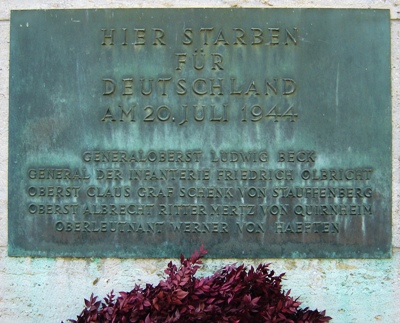 HIER STARBEN
FÜR
DEUTSCHLAND
AM 20. JULI 1944
GENERALOBERST LUDWIG BECK
GENERAL DER INFANTERIE FRIEDRICH OLBRICHT
OBERST CLAUS GRAF SCHENK VON STAUFFENBERG
OBERST ALBRECHT RITTER MERTZ VON QUIRNHEIM
OBERLEUTNANT WERNER VON HAEFTEN